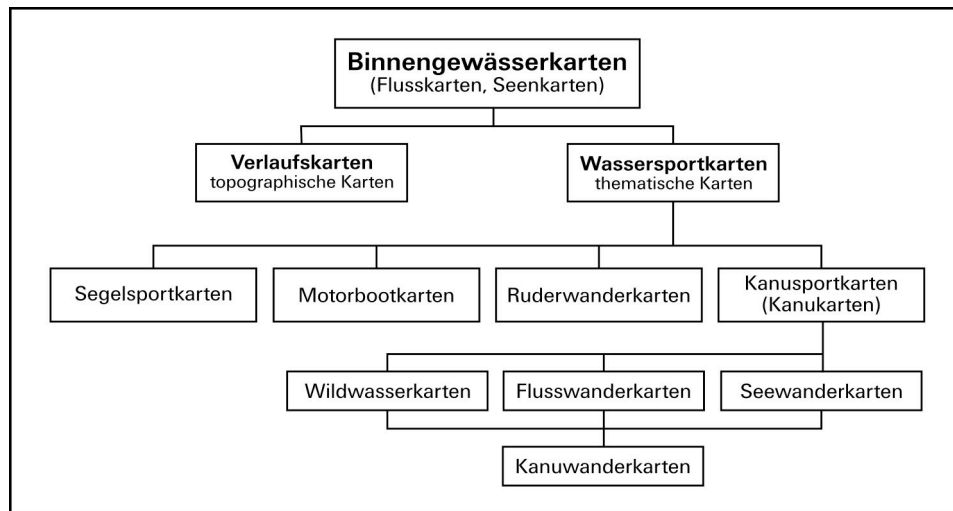 Binnengewässerkarten
(Flusskarten, Seenkarten)
Verlaufskarten
topographische Karten
Wassersportkarten
thematische Karten
Segelsportkarten
Motorbootkarten
Ruderwanderkarten
Kanusportkarten
(Kanukarten)
Wildwasserkarten
Flusswanderkarten
Seewanderkarten
Kanuwanderkarten